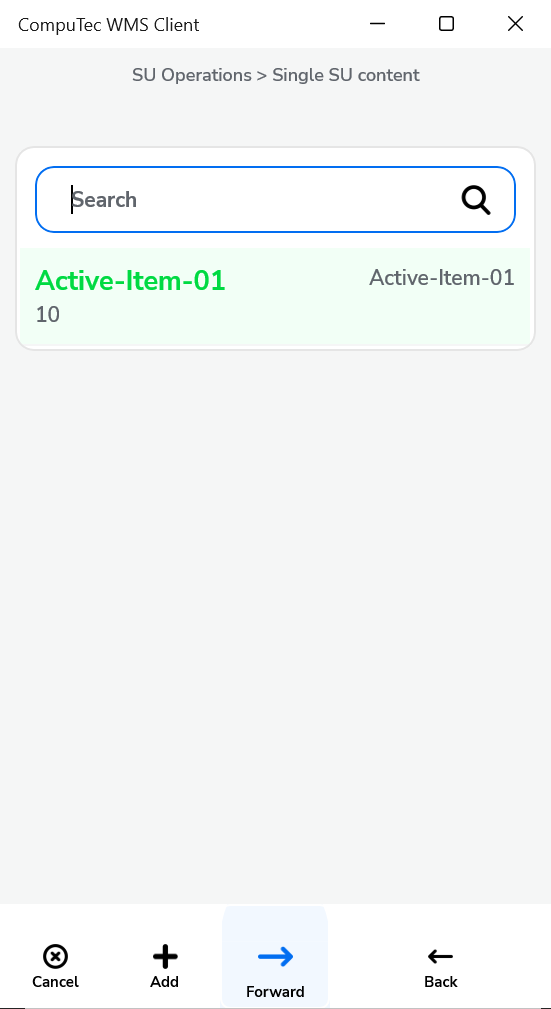 CompuTec WMS Client
SU Operations > Single SU content
Search
Active-Item-01 Active-Item-01
10
Cancel Add Forward Back